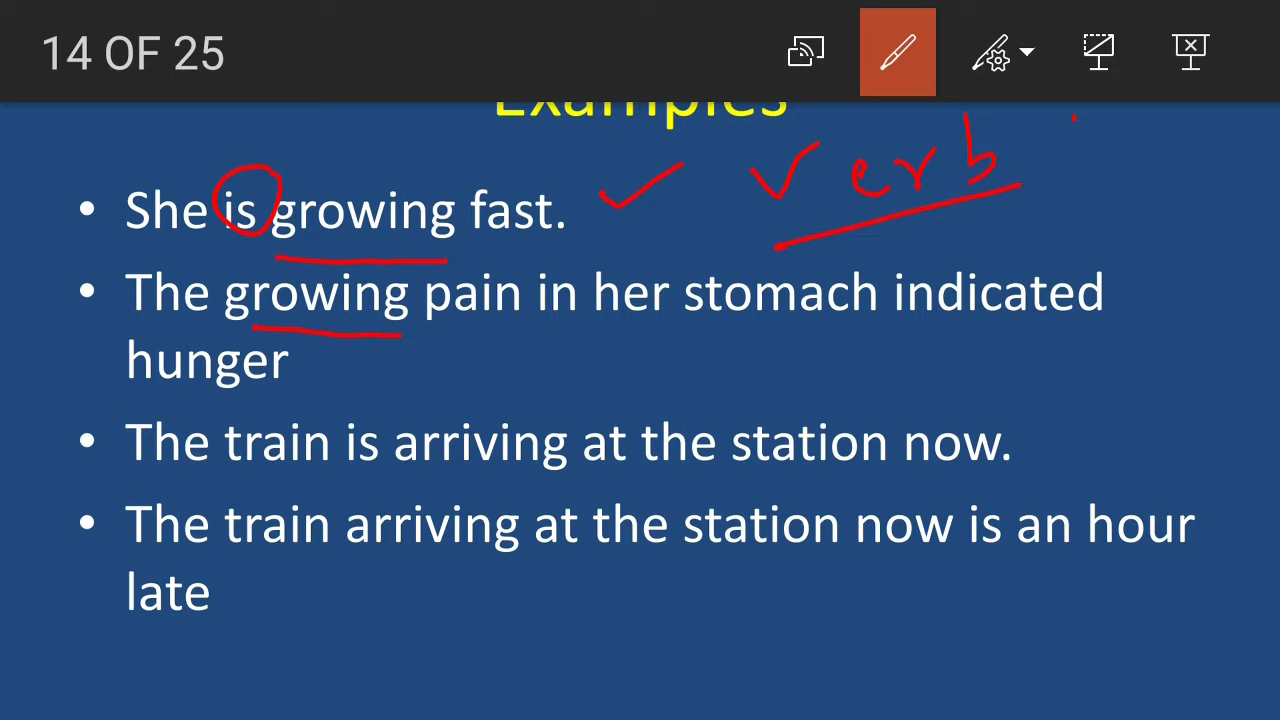 14 OF 25
Examples
verb
• She is growing fast.
• The growing pain in her stomach indicated
hunger
• The train is arriving at the station now.
• The train arriving at the station now is an hour
late